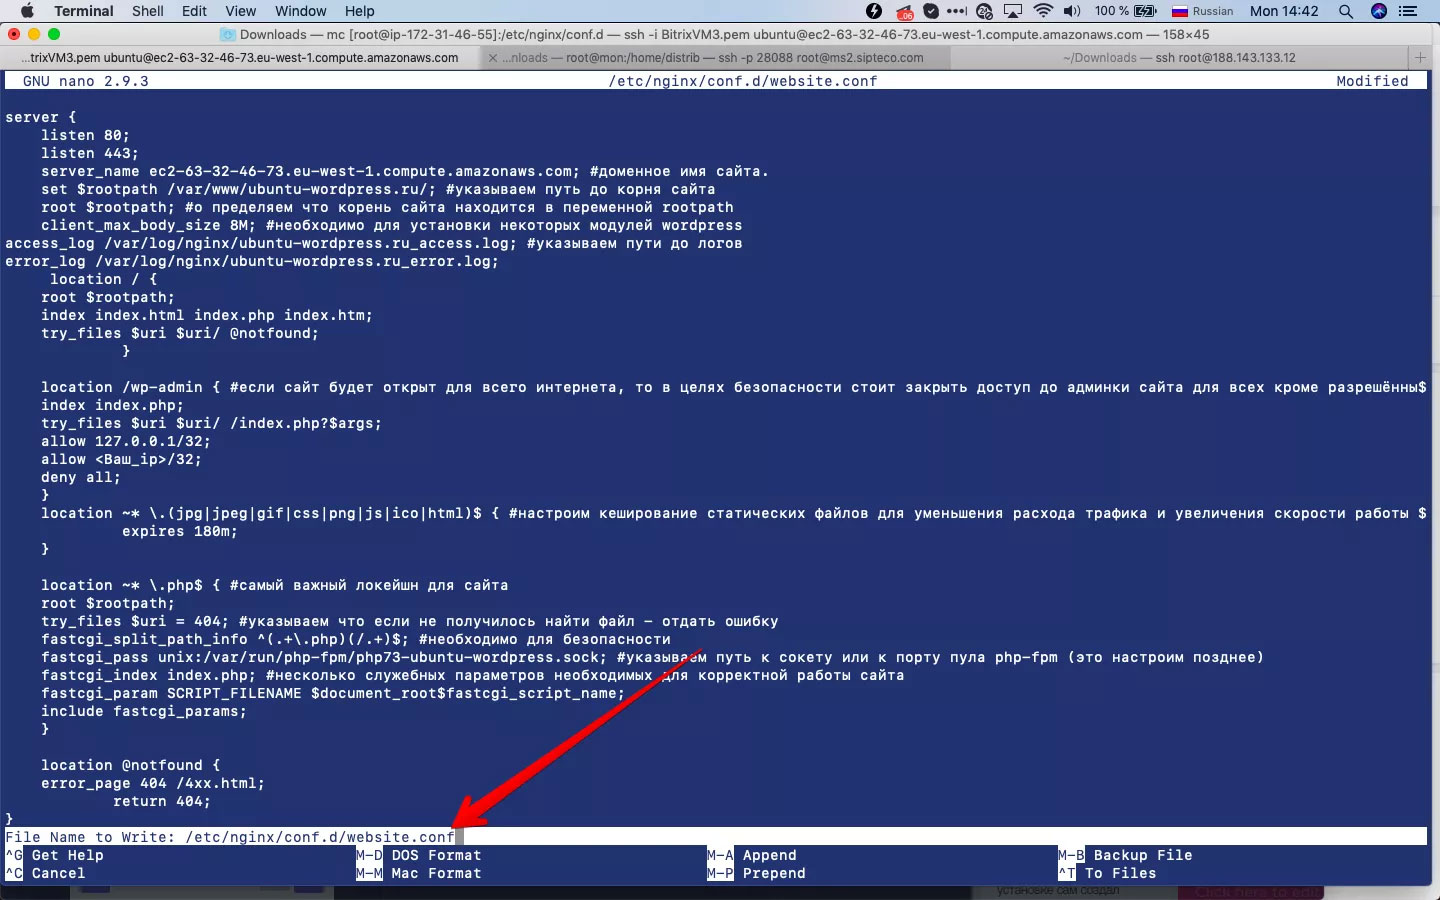 Terminal Shell Edit View Window Help 100 % Russian Mon 14:42
Downloads — mc [root@ip-172-31-46-55]:/etc/nginx/conf.d — ssh -i BitrixVM3.pem ubuntu@ec2-63-32-46-73.eu-west-1.compute.amazonaws.com — 158×45
...trixVM3.pem ubuntu@ec2-63-32-46-73.eu-west-1.compute.amazonaws.com ...nloads — root@mon:/home/distrib — ssh -p 28088 root@ms2.sipteco.com ~/Downloads — ssh root@188.143.133.12
GNU nano 2.9.3 /etc/nginx/conf.d/website.conf Modified
server {
listen 80;
listen 443;
server_name ec2-63-32-46-73.eu-west-1.compute.amazonaws.com; #доменное имя сайта.
set $rootpath /var/www/ubuntu-wordpress.ru/; #указываем путь до корня сайта
root $rootpath; #о пределяем что корень сайта находится в переменной rootpath
client_max_body_size 8M; #необходимо для установки некоторых модулей wordpress
access_log /var/log/nginx/ubuntu-wordpress.ru_access.log; #указываем пути до логов
error_log /var/log/nginx/ubuntu-wordpress.ru_error.log;
location / {
root $rootpath;
index index.html index.php index.htm;
try_files $uri $uri/ @notfound;
}
location /wp-admin { #если сайт будет открыт для всего интернета, то в целях безопасности стоит закрыть доступ до админки сайта для всех кроме разрешённы$
index index.php;
try_files $uri $uri/ /index.php?$args;
allow 127.0.0.1/32;
allow <Ваш_ip>/32;
deny all;
}
location ~* \.(jpg|jpeg|gif|css|png|js|ico|html)$ { #настроим кеширование статических файлов для уменьшения расхода трафика и увеличения скорости работы $
expires 180m;
}
location ~* \.php$ { #самый важный локейшн для сайта
root $rootpath;
try_files $uri = 404; #указываем что если не получилось найти файл – отдать ошибку
fastcgi_split_path_info ^(.+\.php)(/.+)$; #необходимо для безопасности
fastcgi_pass unix:/var/run/php-fpm/php73-ubuntu-wordpress.sock; #указываем путь к сокету или к порту пула php-fpm (это настроим позднее)
fastcgi_index index.php; #несколько служебных параметров необходимых для корректной работы сайта
fastcgi_param SCRIPT_FILENAME $document_root$fastcgi_script_name;
include fastcgi_params;
}
location @notfound {
error_page 404 /4xx.html;
return 404;
}
File Name to Write: /etc/nginx/conf.d/website.conf
^G Get Help M-D DOS Format M-A Append M-B Backup File
^C Cancel M-M Mac Format M-P Prepend ^T To Files
установке сам создал Click here to edit